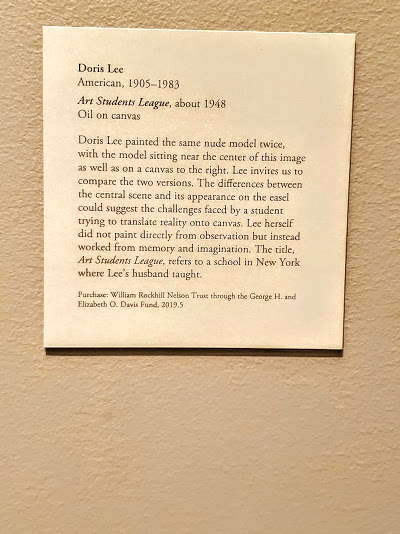 Doris Lee
American, 1905–1983
Art Students League, about 1948
Oil on canvas
Doris Lee painted the same nude model twice,
with the model sitting near the center of this image
as well as on a canvas to the right. Lee invites us to
compare the two versions. The differences between
the central scene and its appearance on the easel
could suggest the challenges faced by a student
trying to translate reality onto canvas. Lee herself
did not paint directly from observation but instead
worked from memory and imagination. The title,
Art Students League, refers to a school in New York
where Lee's husband taught.
Purchase: William Rockhill Nelson Trust through the George H. and
Elizabeth O. Davis Fund, 2019.5